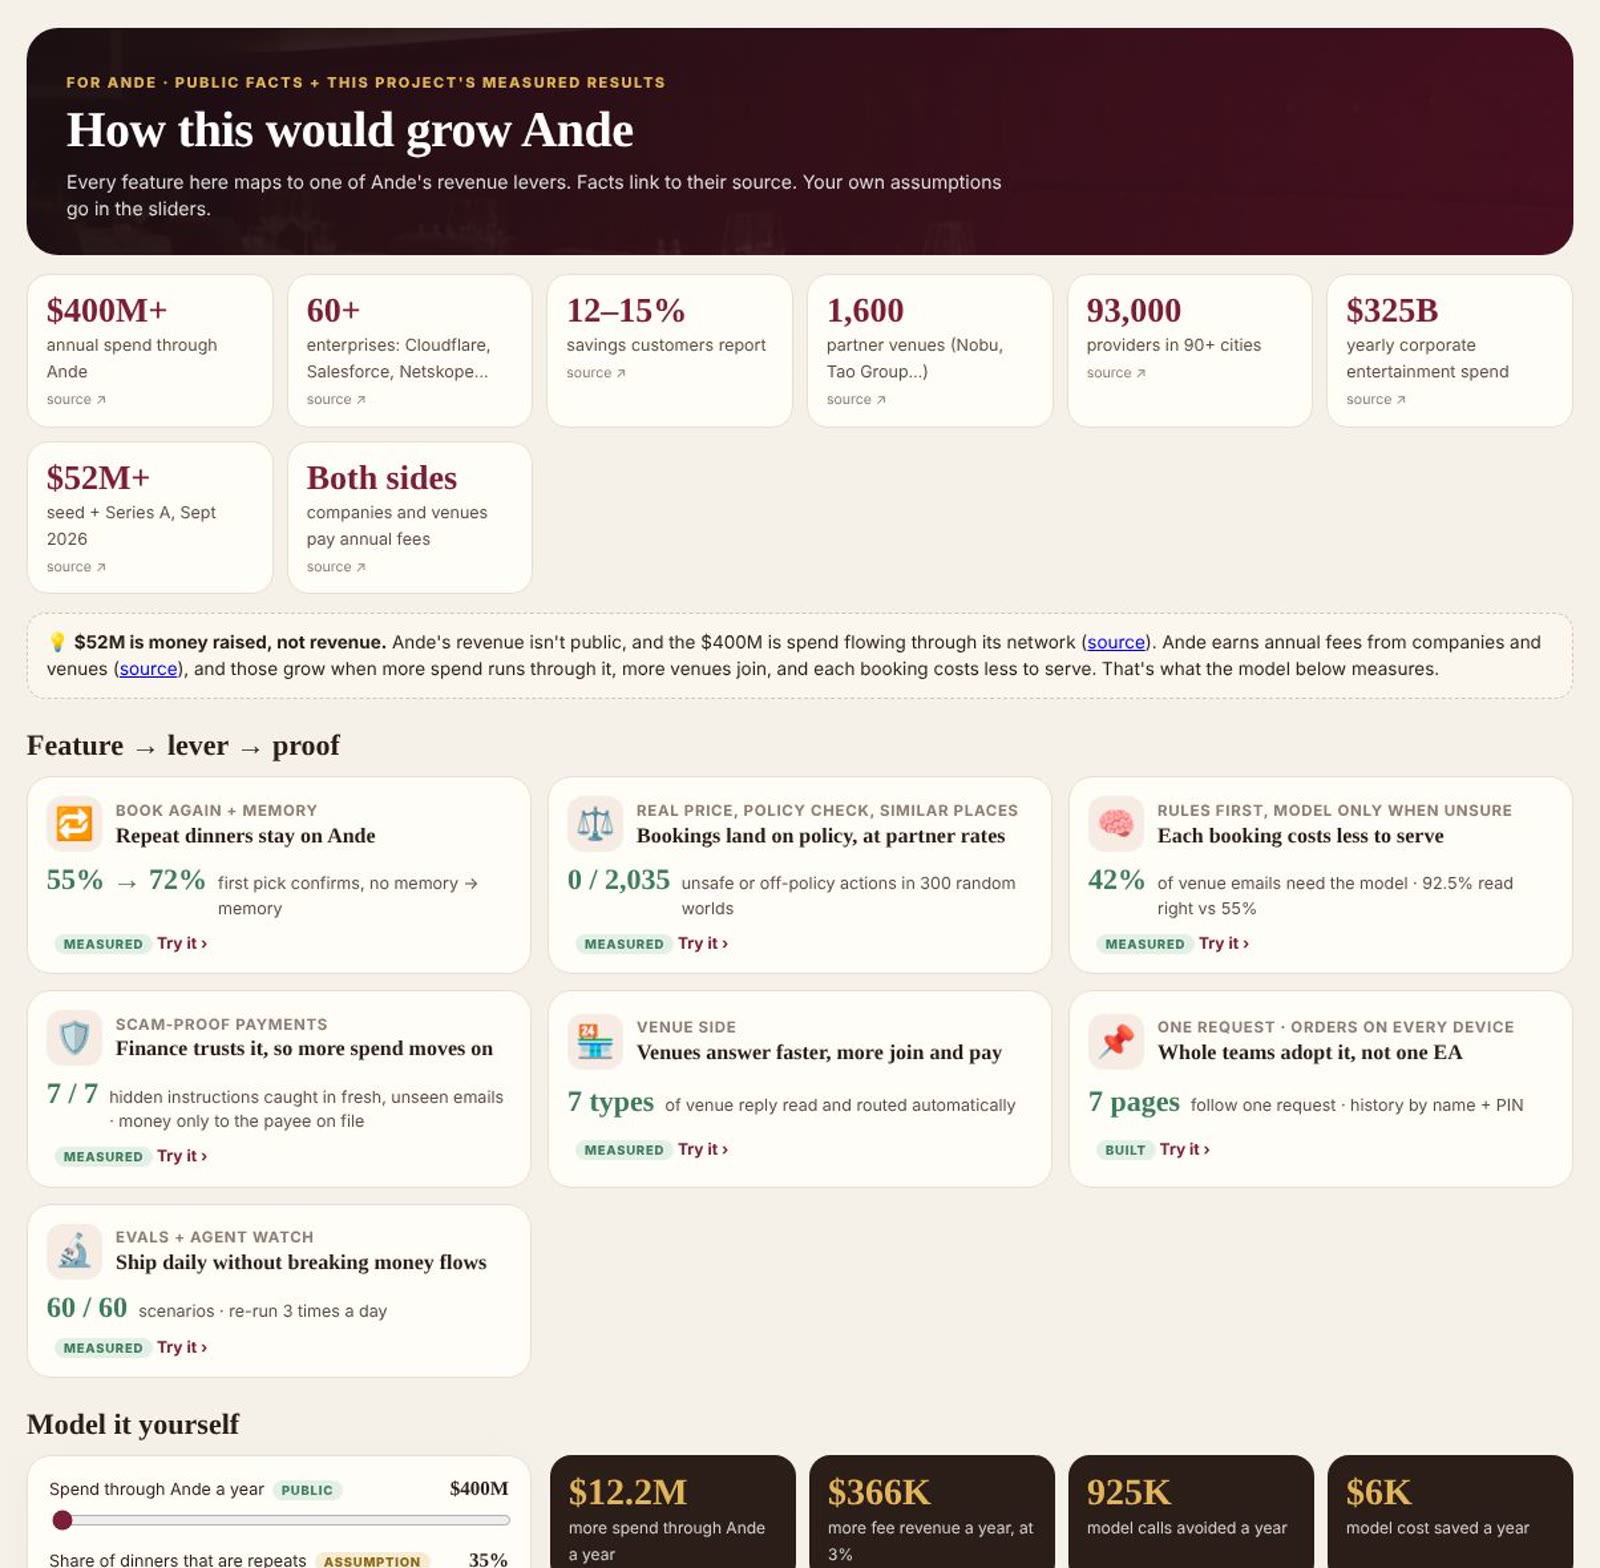 FOR ANDE · PUBLIC FACTS + THIS PROJECT'S MEASURED RESULTS
How this would grow Ande
Every feature here maps to one of Ande's revenue levers. Facts link to their source. Your own assumptions
go in the sliders.
$400M+
annual spend through
Ande
source ↗
60+
enterprises: Cloudflare,
Salesforce, Netskope...
source ↗
12–15%
savings customers report
source ↗
1,600
partner venues (Nobu,
Tao Group...)
source ↗
93,000
providers in 90+ cities
source ↗
$325B
yearly corporate
entertainment spend
source ↗
$52M+
seed + Series A, Sept
2026
source ↗
Both sides
companies and venues
pay annual fees
source ↗
💡 $52M is money raised, not revenue. Ande's revenue isn't public, and the $400M is spend flowing through its network (source). Ande earns annual fees from companies and
venues (source), and those grow when more spend runs through it, more venues join, and each booking costs less to serve. That's what the model below measures.
Feature → lever → proof
BOOK AGAIN + MEMORY
Repeat dinners stay on Ande
55% → 72% first pick confirms, no memory →
memory
MEASURED Try it ›
REAL PRICE, POLICY CHECK, SIMILAR PLACES
Bookings land on policy, at partner rates
0 / 2,035 unsafe or off-policy actions in 300 random
worlds
MEASURED Try it ›
RULES FIRST, MODEL ONLY WHEN UNSURE
Each booking costs less to serve
42% of venue emails need the model · 92.5% read
right vs 55%
MEASURED Try it ›
SCAM-PROOF PAYMENTS
Finance trusts it, so more spend moves on
7 / 7 hidden instructions caught in fresh, unseen emails
· money only to the payee on file
MEASURED Try it ›
VENUE SIDE
Venues answer faster, more join and pay
7 types of venue reply read and routed automatically
MEASURED Try it ›
ONE REQUEST · ORDERS ON EVERY DEVICE
Whole teams adopt it, not one EA
7 pages follow one request · history by name + PIN
BUILT Try it ›
EVALS + AGENT WATCH
Ship daily without breaking money flows
60 / 60 scenarios · re-run 3 times a day
MEASURED Try it ›
Model it yourself
Spend through Ande a year PUBLIC $400M
Share of dinners that are repeats ASSUMPTION 35%
$12.2M
more spend through Ande
a year
$366K
more fee revenue a year, at
3%
925K
model calls avoided a year
$6K
model cost saved a year